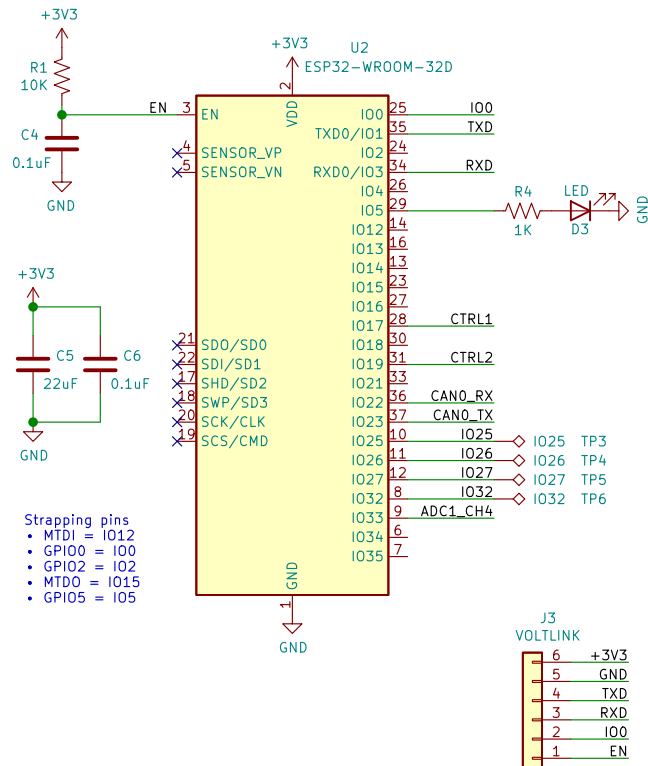 +3V3
R1
10K
EN
C4
0.1uF
GND
+3V3
U2
ESP32-WROOM-32D
2
VDD
3 EN
4 SENSOR_VP
5 SENSOR_VN
21 SDO/SD0
22 SDI/SD1
17 SHD/SD2
18 SWP/SD3
20 SCK/CLK
19 SCS/CMD
IO0 25 IO0
TXD0/IO1 35 TXD
IO2 24
RXD0/IO3 34 RXD
IO4 26
IO5 29
IO12 14
IO13 16
IO14 13
IO15 23
IO16 27
IO17 28 CTRL1
IO18 30
IO19 31 CTRL2
IO21 33
IO22 36 CAN0_RX
IO23 37 CAN0_TX
IO25 10 IO25 IO25 TP3
IO26 11 IO26 IO26 TP4
IO27 12 IO27 IO27 TP5
IO32 8 IO32 IO32 TP6
IO33 9 ADC1_CH4
IO34 6
IO35 7
GND
1
GND
R4
1K
LED
D3
GND
+3V3
C5
22uF
C6
0.1uF
GND
Strapping pins
• MTDI = IO12
• GPIO0 = IO0
• GPIO2 = IO2
• MTDO = IO15
• GPIO5 = IO5
J3
VOLTLINK
6 +3V3
5 GND
4 TXD
3 RXD
2 IO0
1 EN